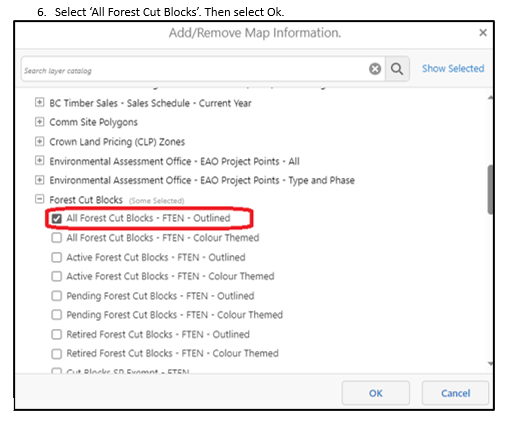 6. Select ‘All Forest Cut Blocks’. Then select Ok.
Add/Remove Map Information.
Search layer catalog
Show Selected
BC Timber Sales - Sales Schedule - Current Year
Comm Site Polygons
Crown Land Pricing (CLP) Zones
Environmental Assessment Office - EAO Project Points - All
Environmental Assessment Office - EAO Project Points - Type and Phase
Forest Cut Blocks (Some Selected)
All Forest Cut Blocks - FTEN - Outlined
All Forest Cut Blocks - FTEN - Colour Themed
Active Forest Cut Blocks - FTEN - Outlined
Active Forest Cut Blocks - FTEN - Colour Themed
Pending Forest Cut Blocks - FTEN - Outlined
Pending Forest Cut Blocks - FTEN - Colour Themed
Retired Forest Cut Blocks - FTEN - Outlined
Retired Forest Cut Blocks - FTEN - Colour Themed
Cut Blocks SP Exempt - FTEN
OK
Cancel